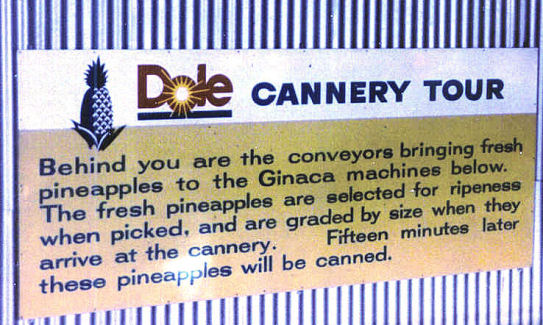 Dole CANNERY TOUR
Behind you are the conveyors bringing fresh
pineapples to the Ginaca machines below.
The fresh pineapples are selected for ripeness
when picked, and are graded by size when they
arrive at the cannery. Fifteen minutes later
these pineapples will be canned.